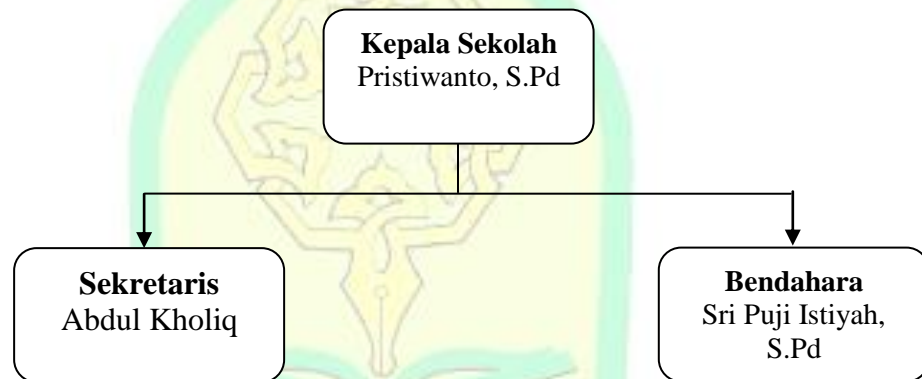 Kepala Sekolah
Pristiwanto, S.Pd
Sekretaris
Abdul Kholiq
Bendahara
Sri Puji Istiyah,
S.Pd